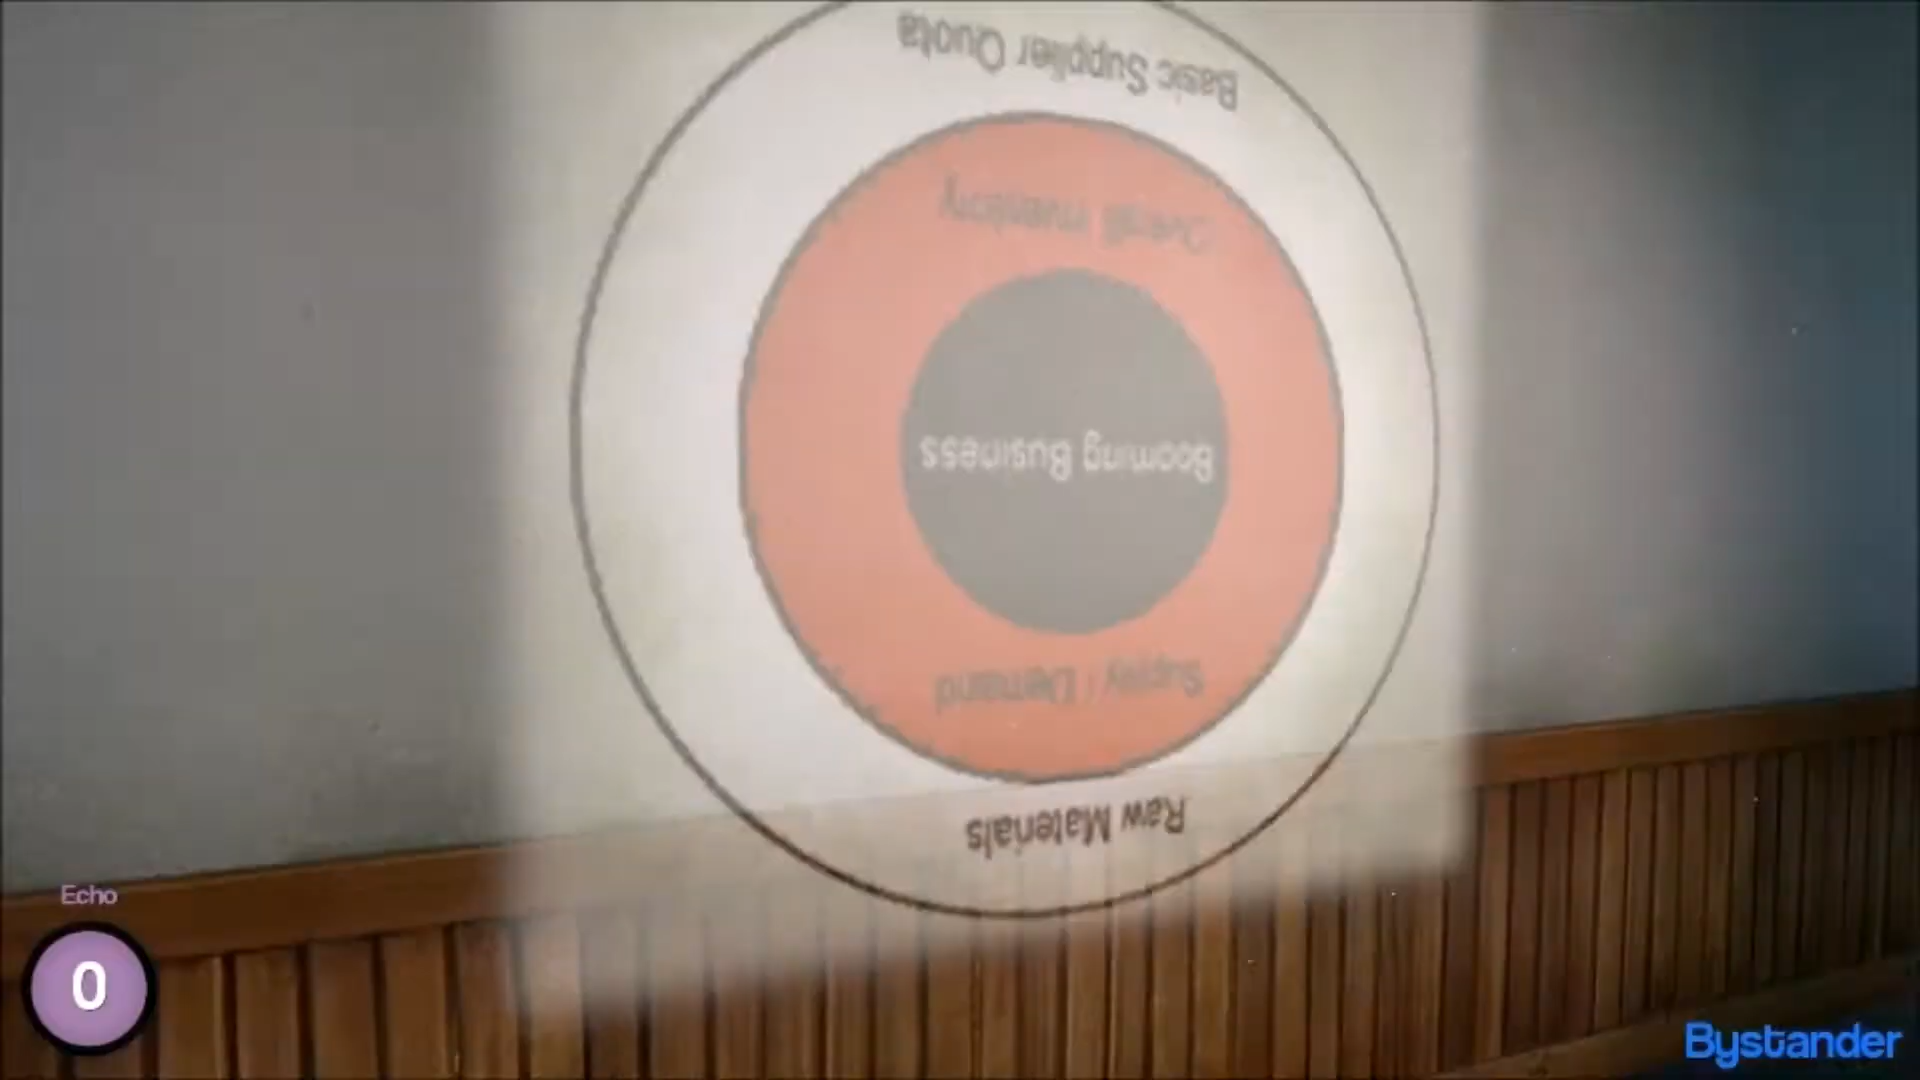 Raw Materials
Supply / Demand
Booming Business
Overall Inventory
Basic Supplier Quota
Echo
0
Bystander